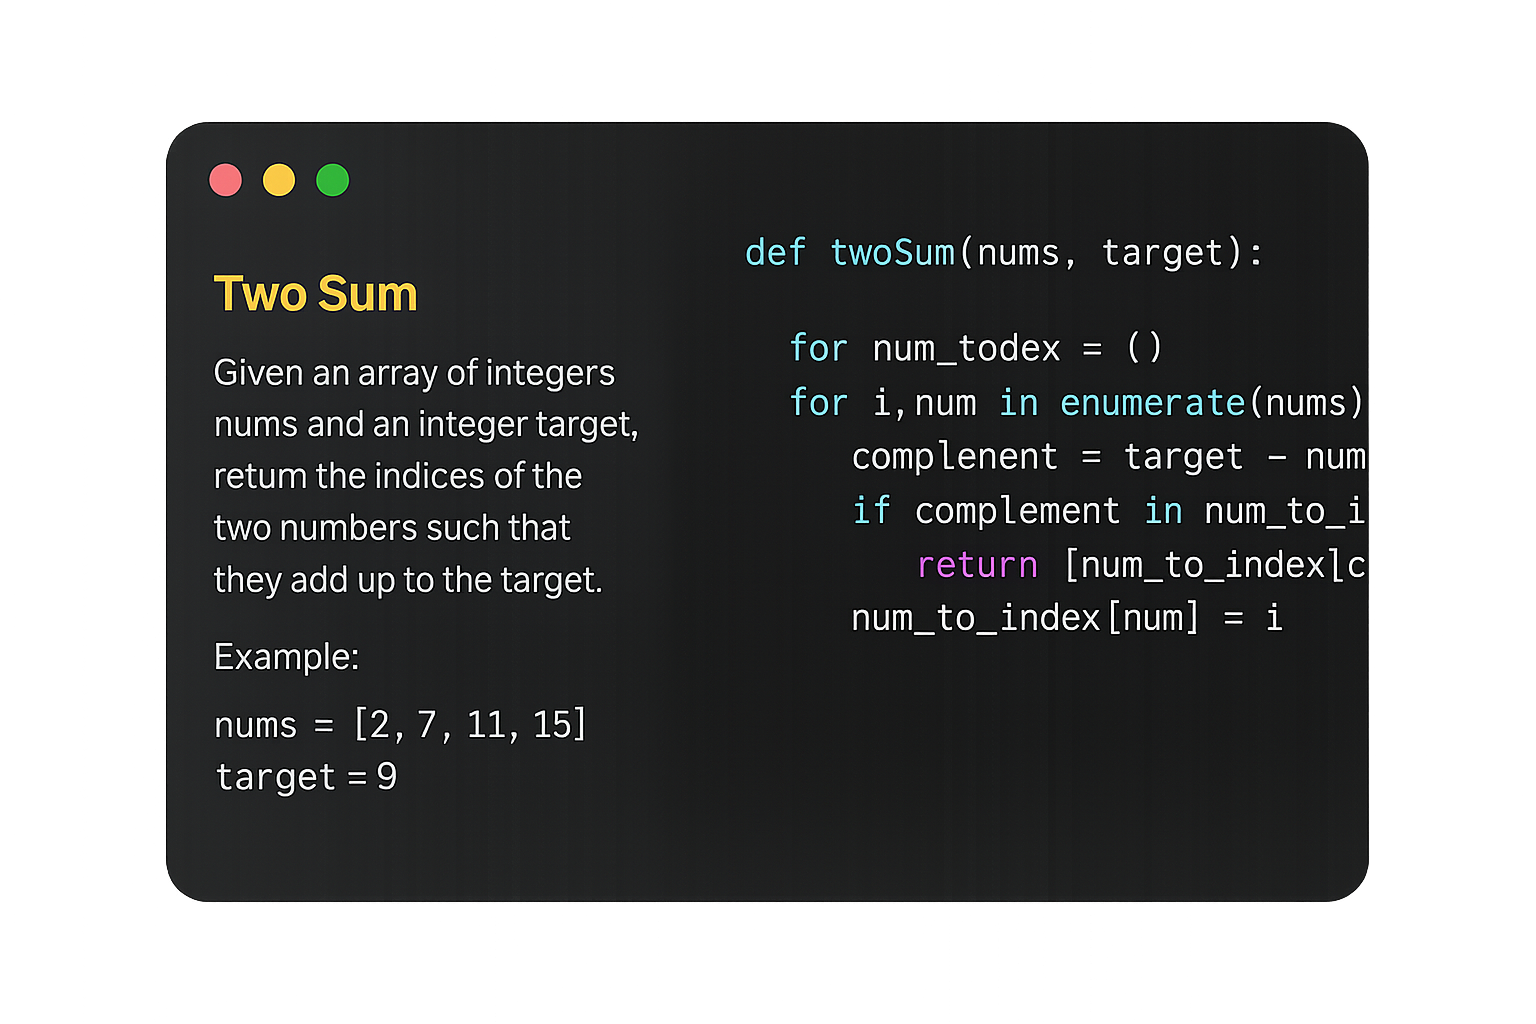 Two Sum
Given an array of integers
nums and an integer target,
retum the indices of the
two numbers such that
they add up to the target.
Example:
nums = [2, 7, 11, 15]
target = 9
def twoSum(nums, target):
for num_todex = ()
for i,num in enumerate(nums)
complenent = target – num
if complement in num_to_i
return [num_to_index[c
num_to_index[num] = i